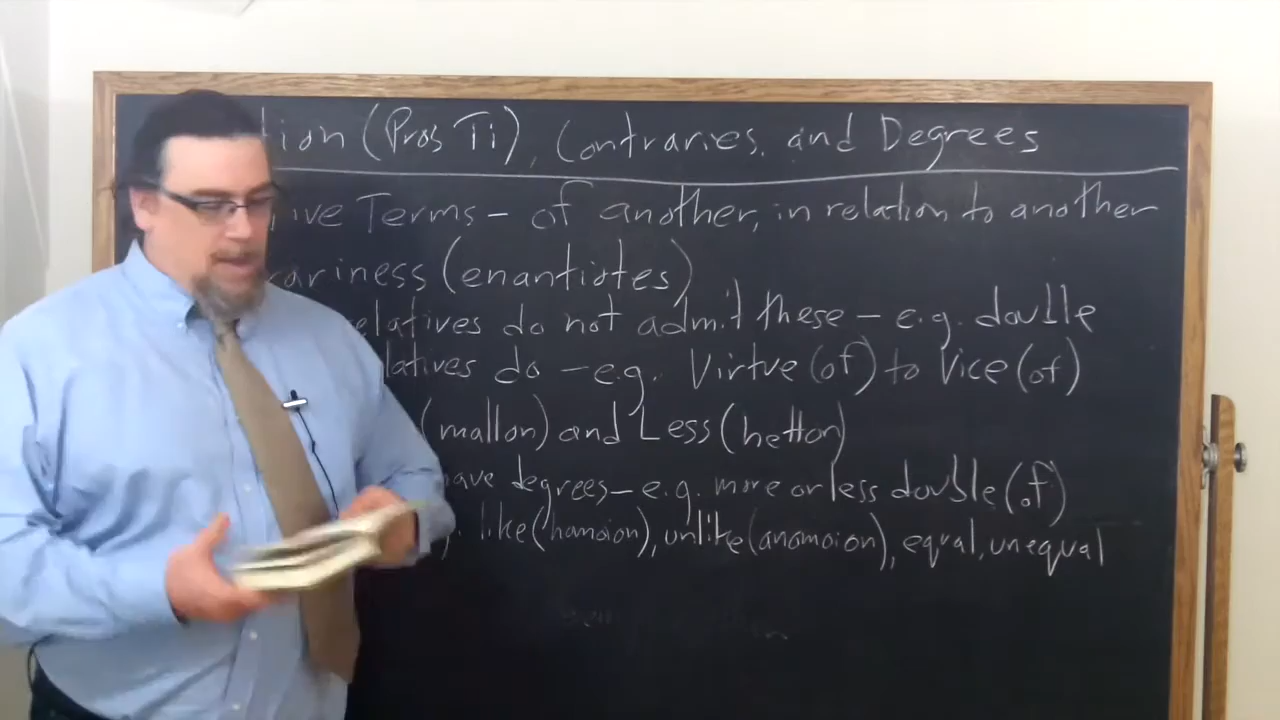 tion (Pros Ti), Contraries, and Degrees
ive Terms - of another, in relation to another
rariness (enantiotes)
elatives do not admit these - e.g. double
latives do - e.g. Virtue (of) to Vice (of)
(mallon) and Less (hetton)
have degrees - e.g. more or less double (of)
like (hamoion), unlike (anomoion), equal, unequal